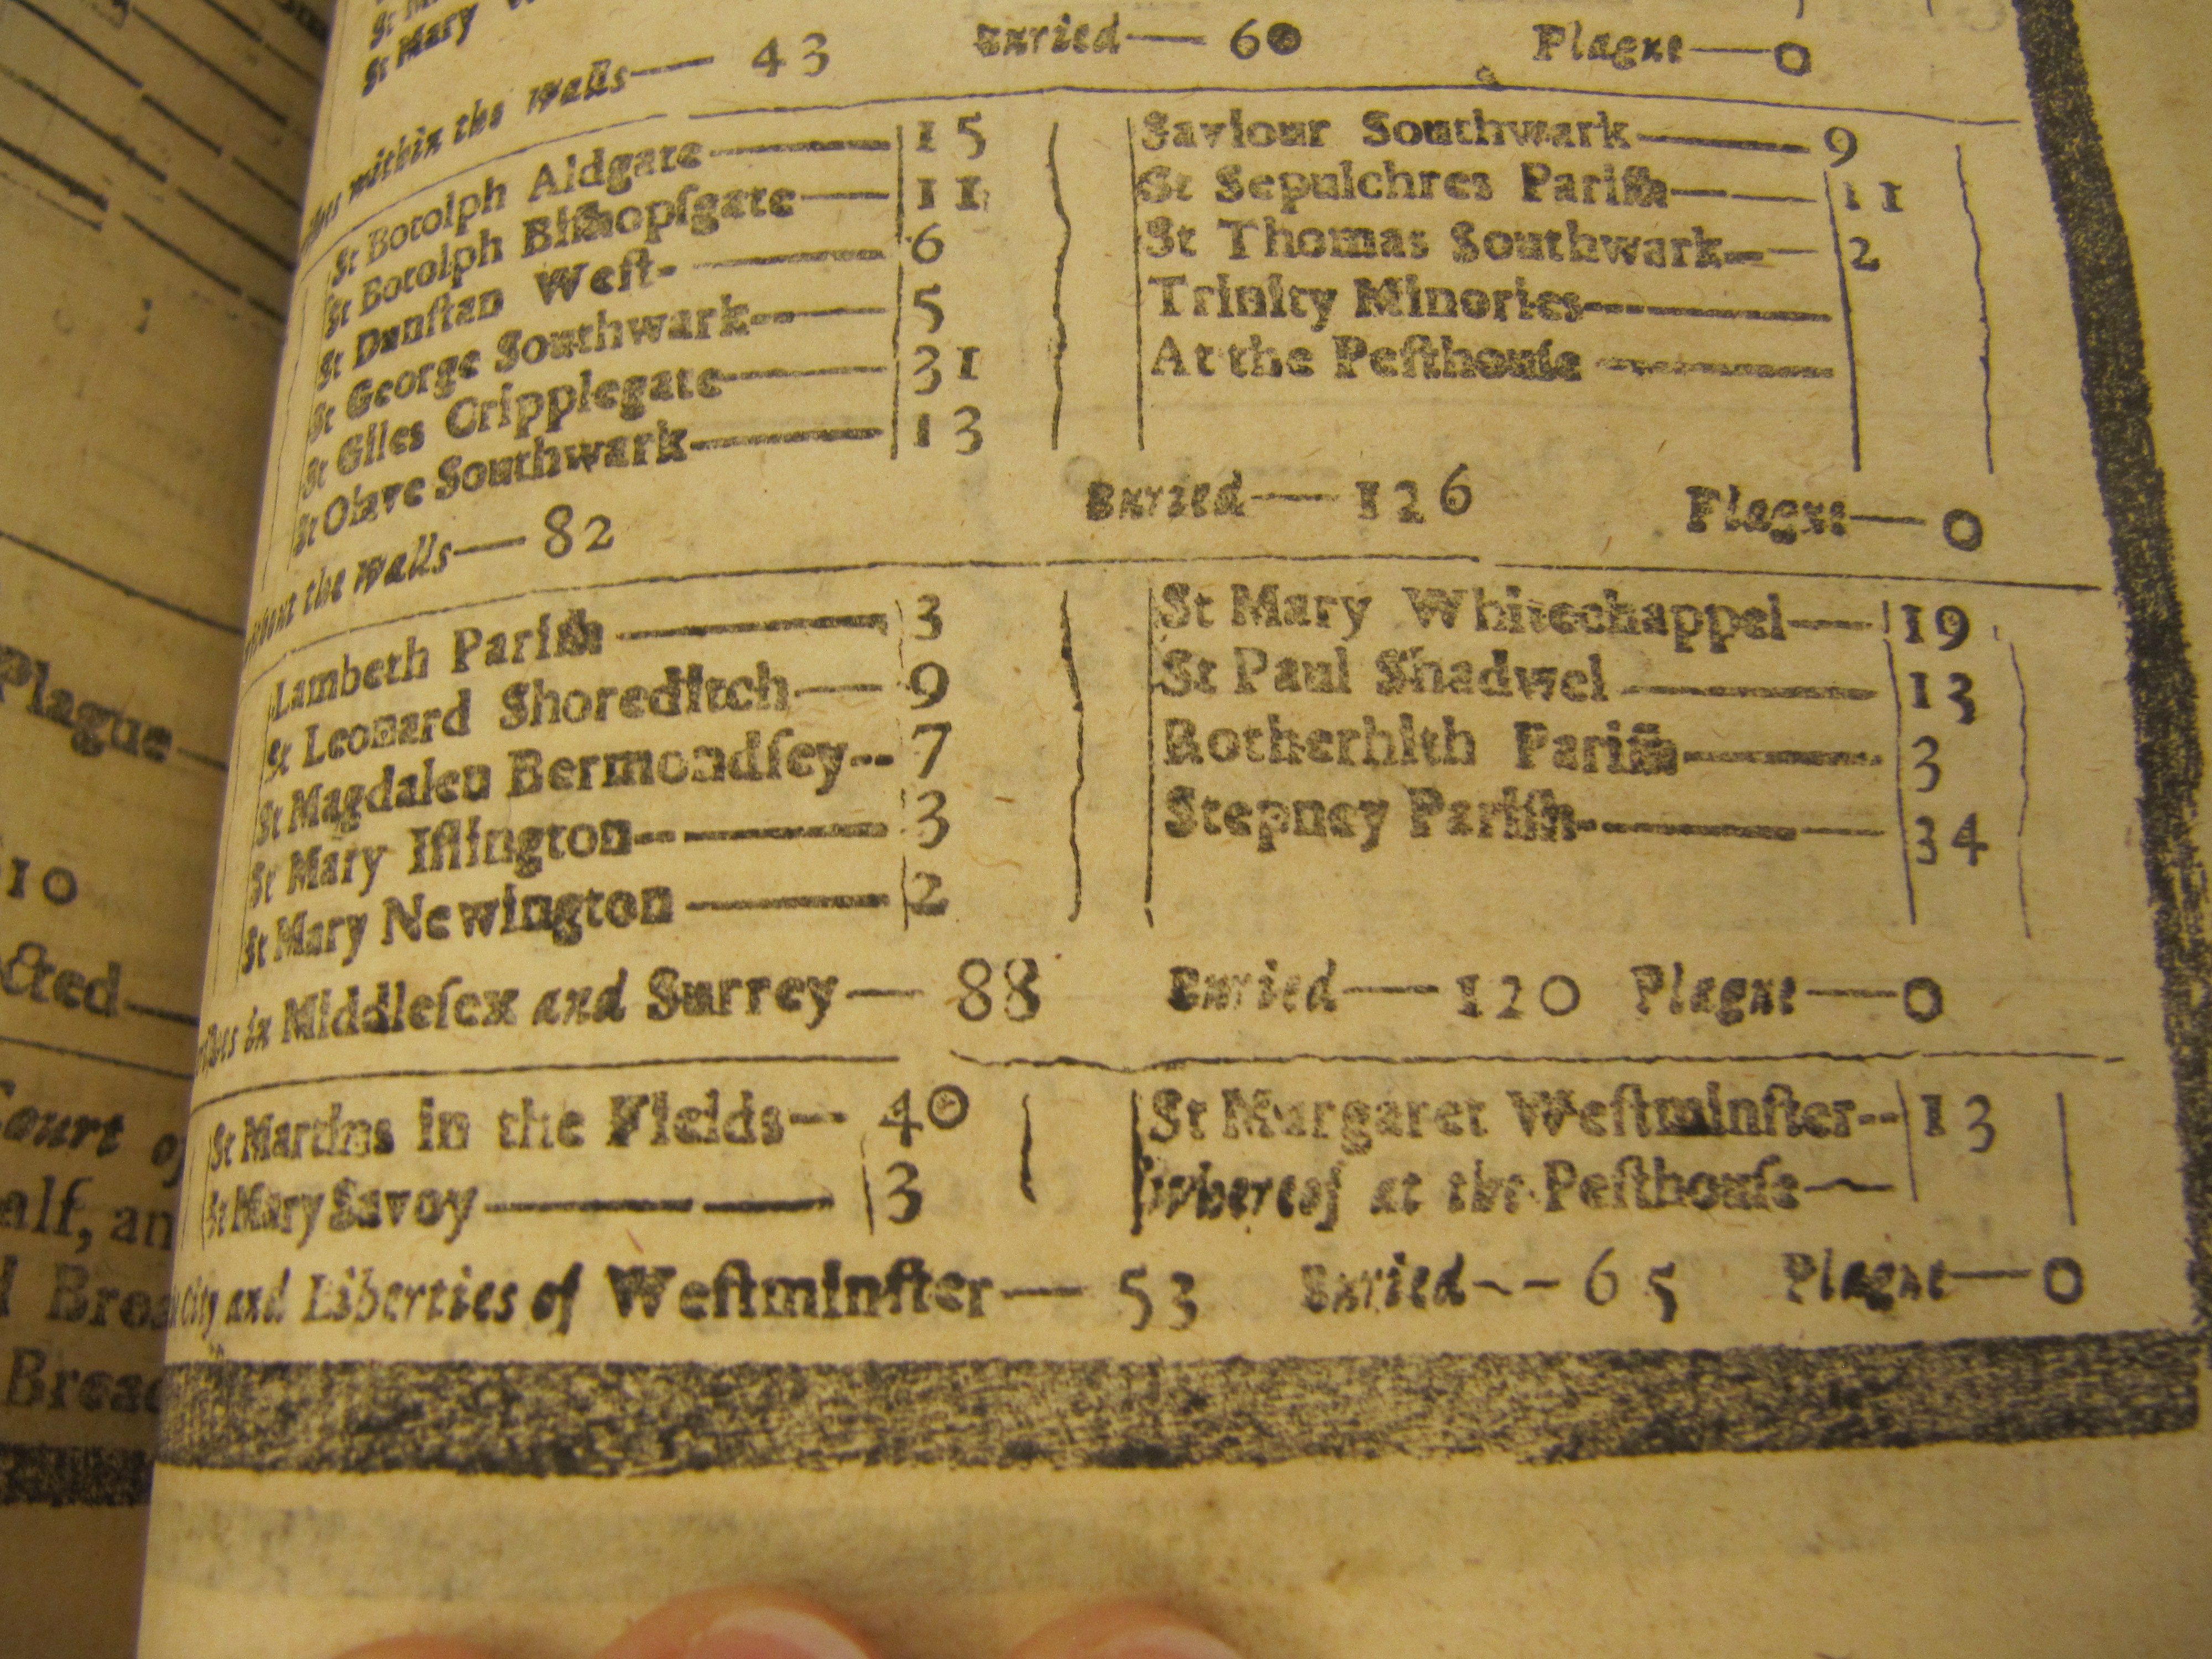 St Mary
within the Walls— 43 Buried— 60 Plague—0
St Botolph Aldgate— 15
St Botolph Biſhopſgate— 11
St Dunſtan Weſt- — 6
St George Southwark— 5
St Giles Cripplegate— 31
St Olave Southwark— 13
Saviour Southwark— 9
St Sepulchres Pariſh— 11
St Thomas Southwark— 2
Trinity Minories—
At the Peſthouſe —
the Walls— 82 Buried— 126 Plague— 0
Lambeth Pariſh — 3
St Leonard Shoreditch— 9
St Magdalen Bermondſey-- 7
St Mary Iſlington-- — 3
St Mary Newington — 2
St Mary Whitechappel— 19
St Paul Shadwel — 13
Rotherhith Pariſh— 3
Stepney Pariſh- — 34
in Middleſex and Surrey — 88 Buried— 120 Plague—0
St Martins in the Fields— 40
St Mary Savoy — 3
St Margaret Weſtminſter-- 13
whereof at the Peſthouſe—
City and Liberties of Weſtminſter — 53 Buried-- 65 Plague—0
Plague—
10
cted—
Court of
alf, an
Brea
Bread